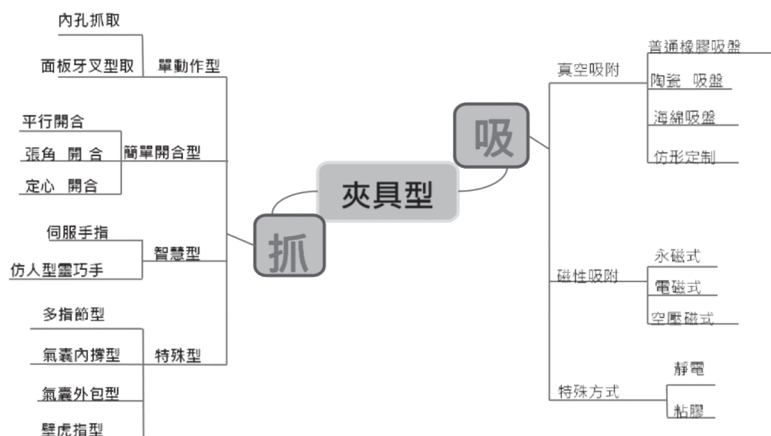 夾具型
抓
單動作型
內孔抓取
面板牙叉型取
簡單開合型
平行開合
張角 開 合
定心 開合
智慧型
伺服手指
仿人型靈巧手
特殊型
多指節型
氣囊內撐型
氣囊外包型
壁虎指型
吸
真空吸附
普通橡膠吸盤
陶瓷 吸盤
海綿吸盤
仿形定制
磁性吸附
永磁式
電磁式
空壓磁式
特殊方式
靜電
粘膠